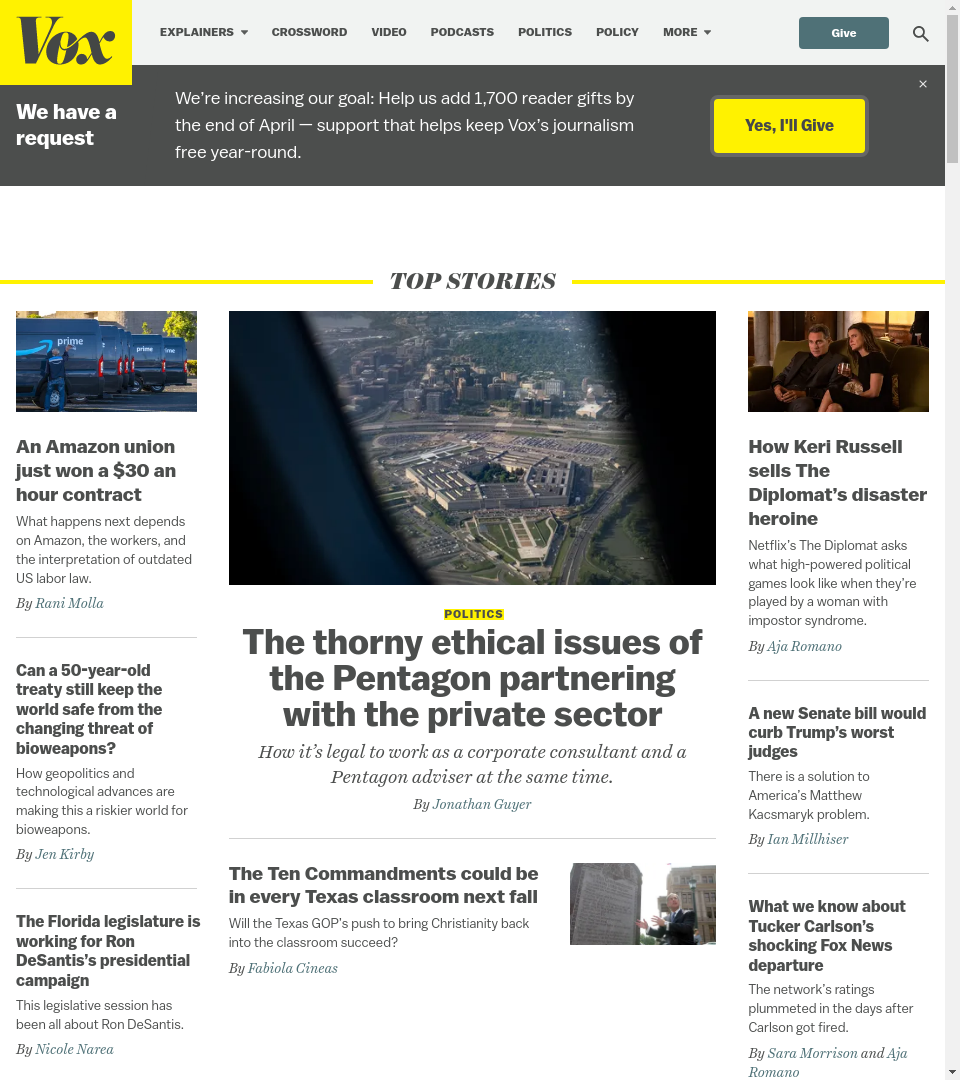 Vox
EXPLAINERS
CROSSWORD
VIDEO
PODCASTS
POLITICS
POLICY
MORE
Give
We have a
request
We're increasing our goal: Help us add 1,700 reader gifts by
the end of April — support that helps keep Vox's journalism
free year-round.
Yes, I'll Give
×
TOP STORIES
prime
prime
prime
An Amazon union
just won a $30 an
hour contract
What happens next depends
on Amazon, the workers, and
the interpretation of outdated
US labor law.
By Rani Molla
Can a 50-year-old
treaty still keep the
world safe from the
changing threat of
bioweapons?
How geopolitics and
technological advances are
making this a riskier world for
bioweapons.
By Jen Kirby
The Florida legislature is
working for Ron
DeSantis's presidential
campaign
This legislative session has
been all about Ron DeSantis.
By Nicole Narea
POLITICS
The thorny ethical issues of
the Pentagon partnering
with the private sector
How it's legal to work as a corporate consultant and a
Pentagon adviser at the same time.
By Jonathan Guyer
The Ten Commandments could be
in every Texas classroom next fall
Will the Texas GOP's push to bring Christianity back
into the classroom succeed?
By Fabiola Cineas
How Keri Russell
sells The
Diplomat's disaster
heroine
Netflix's The Diplomat asks
what high-powered political
games look like when they're
played by a woman with
impostor syndrome.
By Aja Romano
A new Senate bill would
curb Trump's worst
judges
There is a solution to
America's Matthew
Kacsmaryk problem.
By Ian Millhiser
What we know about
Tucker Carlson's
shocking Fox News
departure
The network's ratings
plummeted in the days after
Carlson got fired.
By Sara Morrison and Aja
Romano